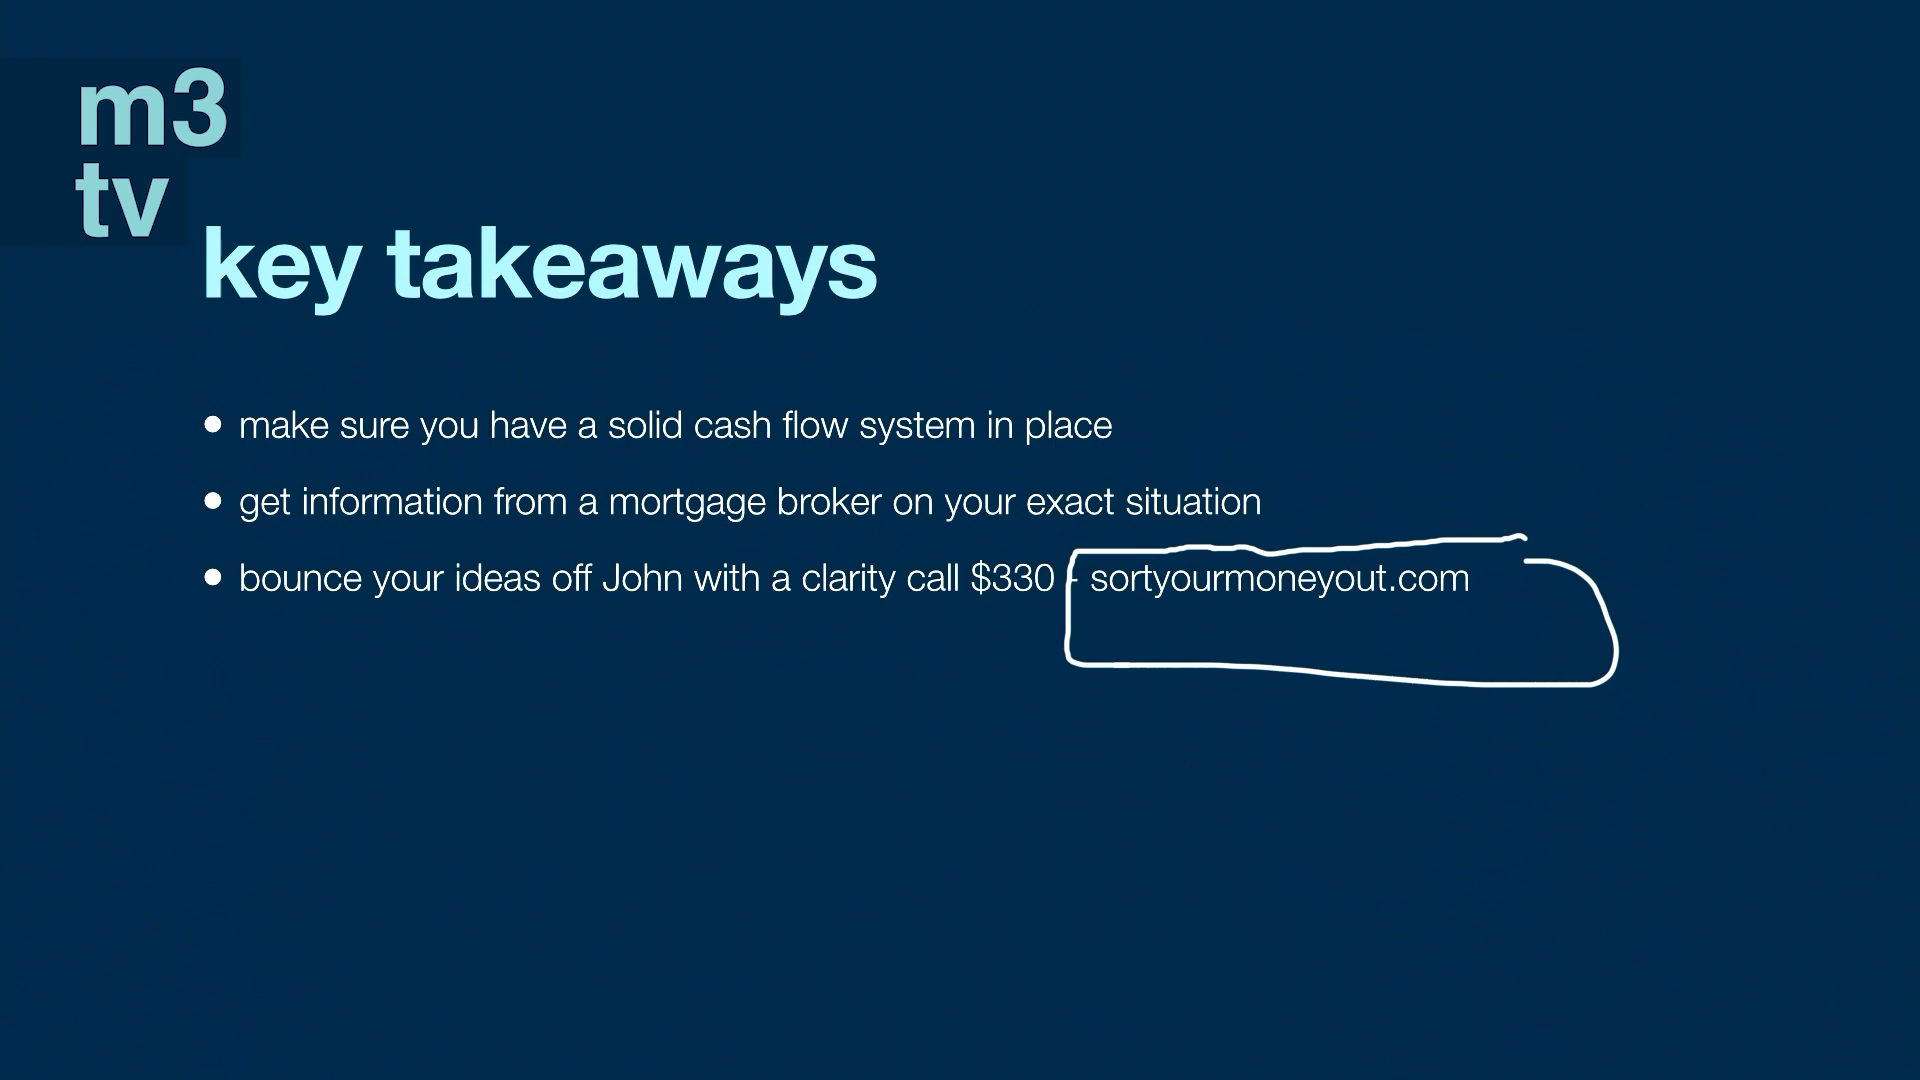 m3
tv
key takeaways
• make sure you have a solid cash flow system in place
• get information from a mortgage broker on your exact situation
• bounce your ideas off John with a clarity call $330 - sortyourmoneyout.com